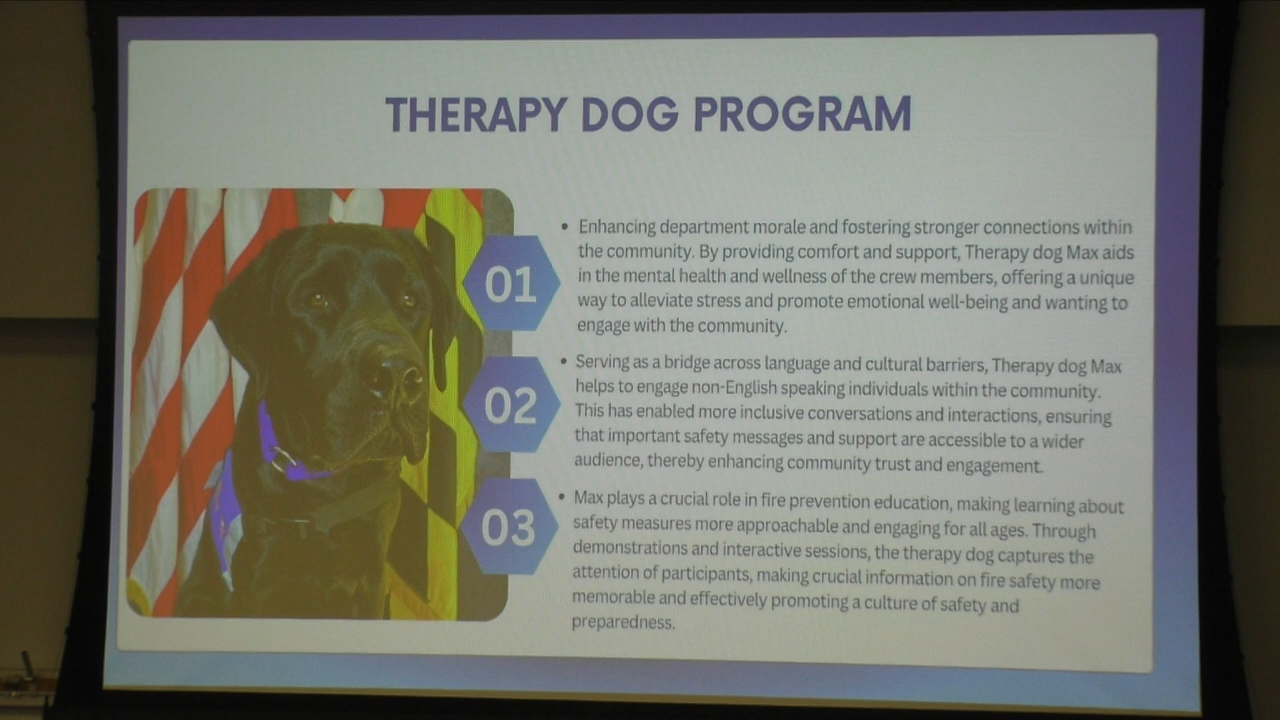 THERAPY DOG PROGRAM
01
• Enhancing department morale and fostering stronger connections within
the community. By providing comfort and support, Therapy dog Max aids
in the mental health and wellness of the crew members, offering a unique
way to alleviate stress and promote emotional well-being and wanting to
engage with the community.
02
• Serving as a bridge across language and cultural barriers, Therapy dog Max
helps to engage non-English speaking individuals within the community.
This has enabled more inclusive conversations and interactions, ensuring
that important safety messages and support are accessible to a wider
audience, thereby enhancing community trust and engagement.
03
• Max plays a crucial role in fire prevention education, making learning about
safety measures more approachable and engaging for all ages. Through
demonstrations and interactive sessions, the therapy dog captures the
attention of participants, making crucial information on fire safety more
memorable and effectively promoting a culture of safety and
preparedness.